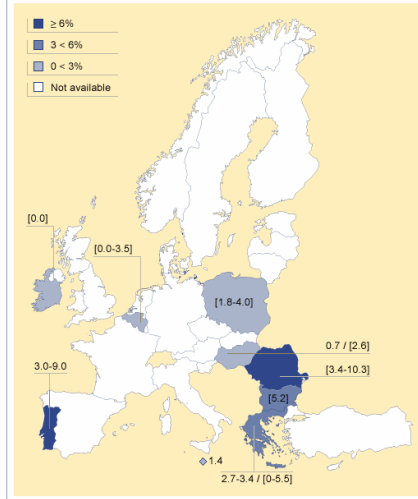 ≥ 6%
3 < 6%
0 < 3%
Not available
[0.0]
[0.0-3.5]
[1.8-4.0]
0.7 / [2.6]
3.0-9.0
[3.4-10.3]
[5.2]
1.4
2.7-3.4 / [0-5.5]